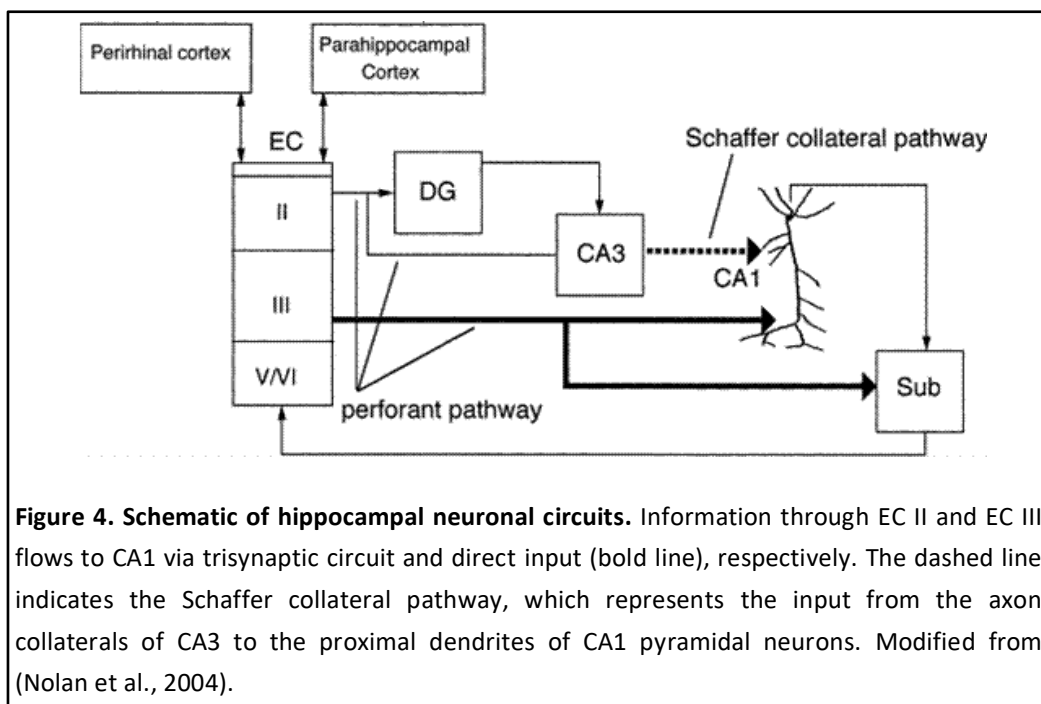 Perirhinal cortex
Parahippocampal
Cortex
EC
Schaffer collateral pathway
II
DG
CA3
CA1
III
V/VI
perforant pathway
Sub
Figure 4. Schematic of hippocampal neuronal circuits. Information through EC II and EC III
flows to CA1 via trisynaptic circuit and direct input (bold line), respectively. The dashed line
indicates the Schaffer collateral pathway, which represents the input from the axon
collaterals of CA3 to the proximal dendrites of CA1 pyramidal neurons. Modified from
(Nolan et al., 2004).